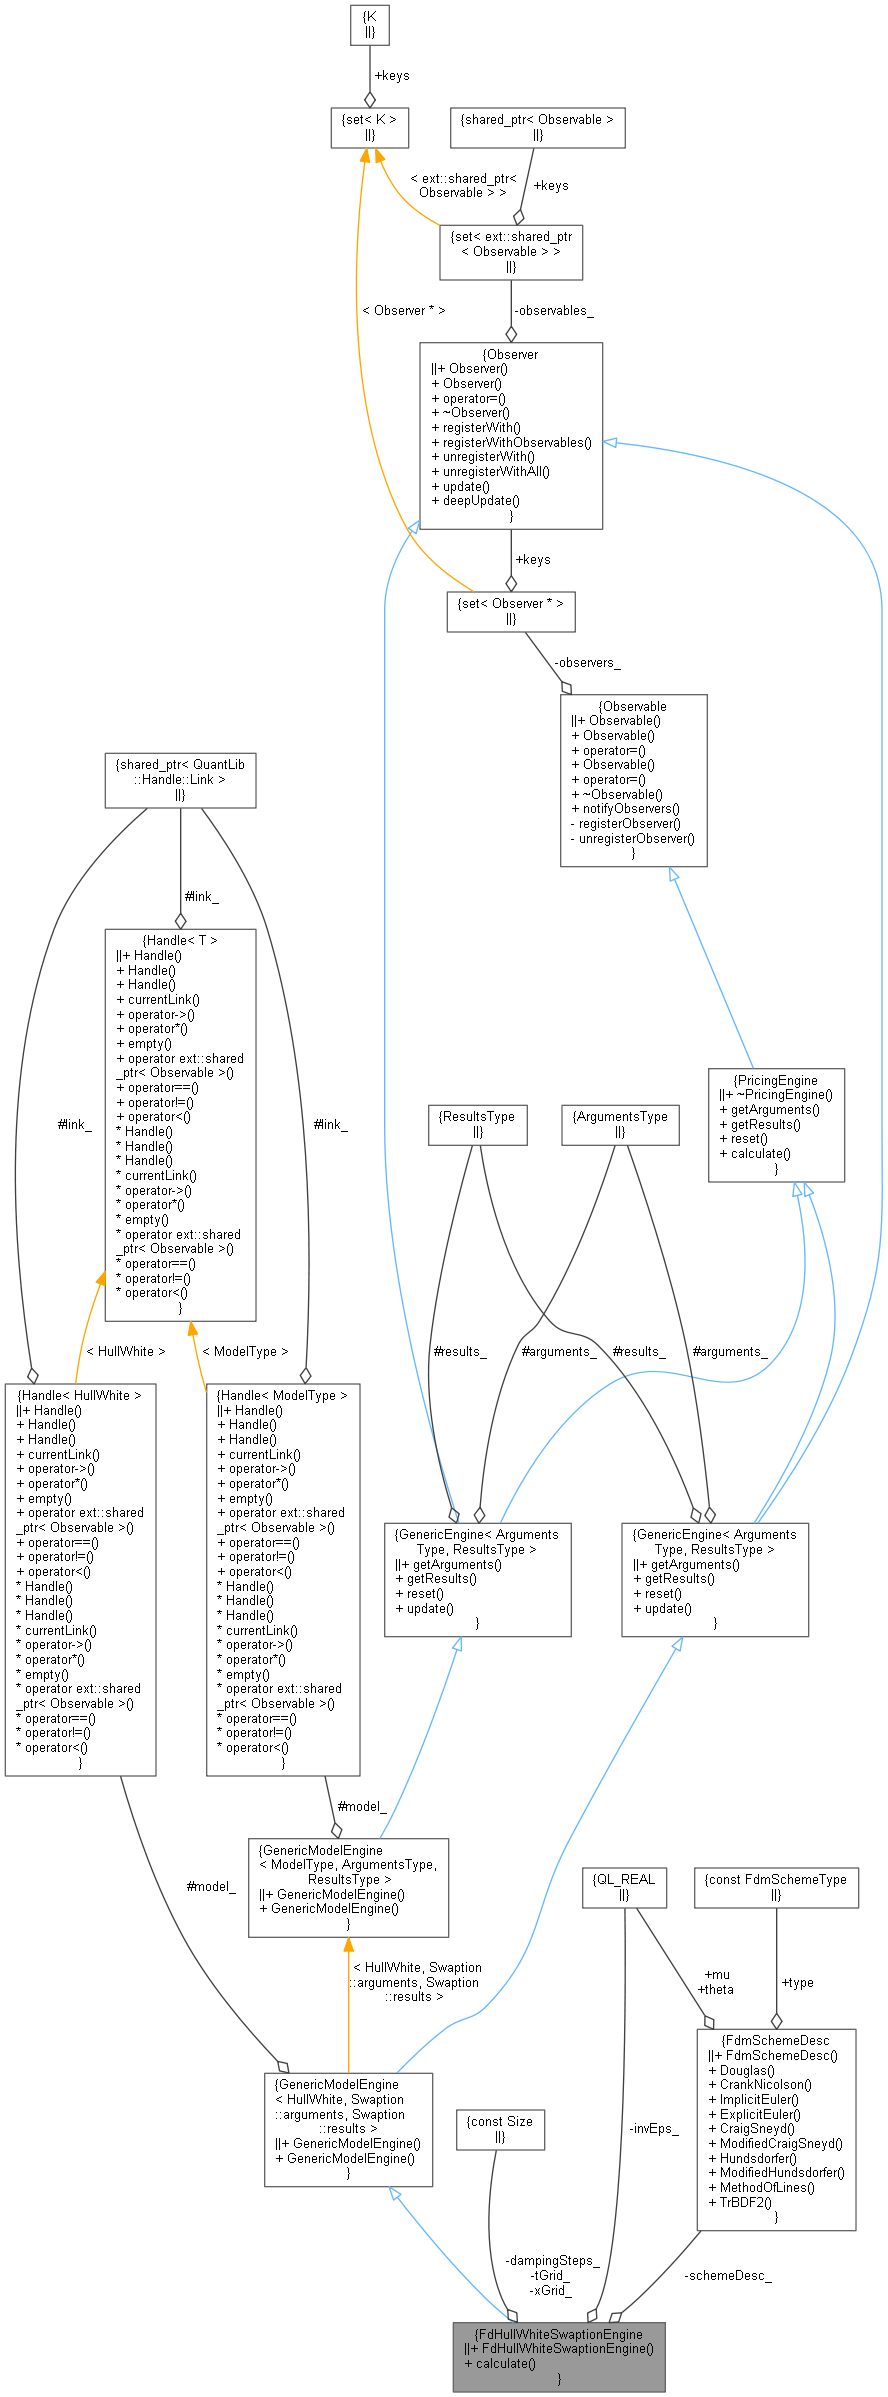 {K
||}
+keys
{set< K >
||}
{shared_ptr< Observable >
||}
< ext::shared_ptr<
Observable > >
+keys
{set< ext::shared_ptr
< Observable > >
||}
< Observer * >
-observables_
{Observer
||+ Observer()
+ Observer()
+ operator=()
+ ~Observer()
+ registerWith()
+ registerWithObservables()
+ unregisterWith()
+ unregisterWithAll()
+ update()
+ deepUpdate()
}
+keys
{set< Observer * >
||}
-observers_
{Observable
||+ Observable()
+ Observable()
+ operator=()
+ Observable()
+ operator=()
+ ~Observable()
+ notifyObservers()
- registerObserver()
- unregisterObserver()
}
{shared_ptr< QuantLib
::Handle::Link >
||}
#link_
{Handle< T >
||+ Handle()
+ Handle()
+ Handle()
+ currentLink()
+ operator->()
+ operator*()
+ empty()
+ operator ext::shared
_ptr< Observable >()
+ operator==()
+ operator!=()
+ operator<()
* Handle()
* Handle()
* Handle()
* currentLink()
* operator->()
* operator*()
* empty()
* operator ext::shared
_ptr< Observable >()
* operator==()
* operator!=()
* operator<()
}
#link_
#link_
{ResultsType
||}
{ArgumentsType
||}
{PricingEngine
||+ ~PricingEngine()
+ getArguments()
+ getResults()
+ reset()
+ calculate()
}
< HullWhite >
< ModelType >
#results_
#arguments_
#results_
#arguments_
{Handle< HullWhite >
||+ Handle()
+ Handle()
+ Handle()
+ currentLink()
+ operator->()
+ operator*()
+ empty()
+ operator ext::shared
_ptr< Observable >()
+ operator==()
+ operator!=()
+ operator<()
* Handle()
* Handle()
* Handle()
* currentLink()
* operator->()
* operator*()
* empty()
* operator ext::shared
_ptr< Observable >()
* operator==()
* operator!=()
* operator<()
}
{Handle< ModelType >
||+ Handle()
+ Handle()
+ Handle()
+ currentLink()
+ operator->()
+ operator*()
+ empty()
+ operator ext::shared
_ptr< Observable >()
+ operator==()
+ operator!=()
+ operator<()
* Handle()
* Handle()
* Handle()
* currentLink()
* operator->()
* operator*()
* empty()
* operator ext::shared
_ptr< Observable >()
* operator==()
* operator!=()
* operator<()
}
{GenericEngine< Arguments
Type, ResultsType >
||+ getArguments()
+ getResults()
+ reset()
+ update()
}
{GenericEngine< Arguments
Type, ResultsType >
||+ getArguments()
+ getResults()
+ reset()
+ update()
}
#model_
#model_
{GenericModelEngine
< ModelType, ArgumentsType,
ResultsType >
||+ GenericModelEngine()
+ GenericModelEngine()
}
{QL_REAL
||}
{const FdmSchemeType
||}
< HullWhite, Swaption
::arguments, Swaption
::results >
+mu
+theta
+type
{FdmSchemeDesc
||+ FdmSchemeDesc()
+ Douglas()
+ CrankNicolson()
+ ImplicitEuler()
+ ExplicitEuler()
+ CraigSneyd()
+ ModifiedCraigSneyd()
+ Hundsdorfer()
+ ModifiedHundsdorfer()
+ MethodOfLines()
+ TrBDF2()
}
{GenericModelEngine
< HullWhite, Swaption
::arguments, Swaption
::results >
||+ GenericModelEngine()
+ GenericModelEngine()
}
{const Size
||}
-invEps_
-dampingSteps_
-tGrid_
-xGrid_
-schemeDesc_
{FdHullWhiteSwaptionEngine
||+ FdHullWhiteSwaptionEngine()
+ calculate()
}